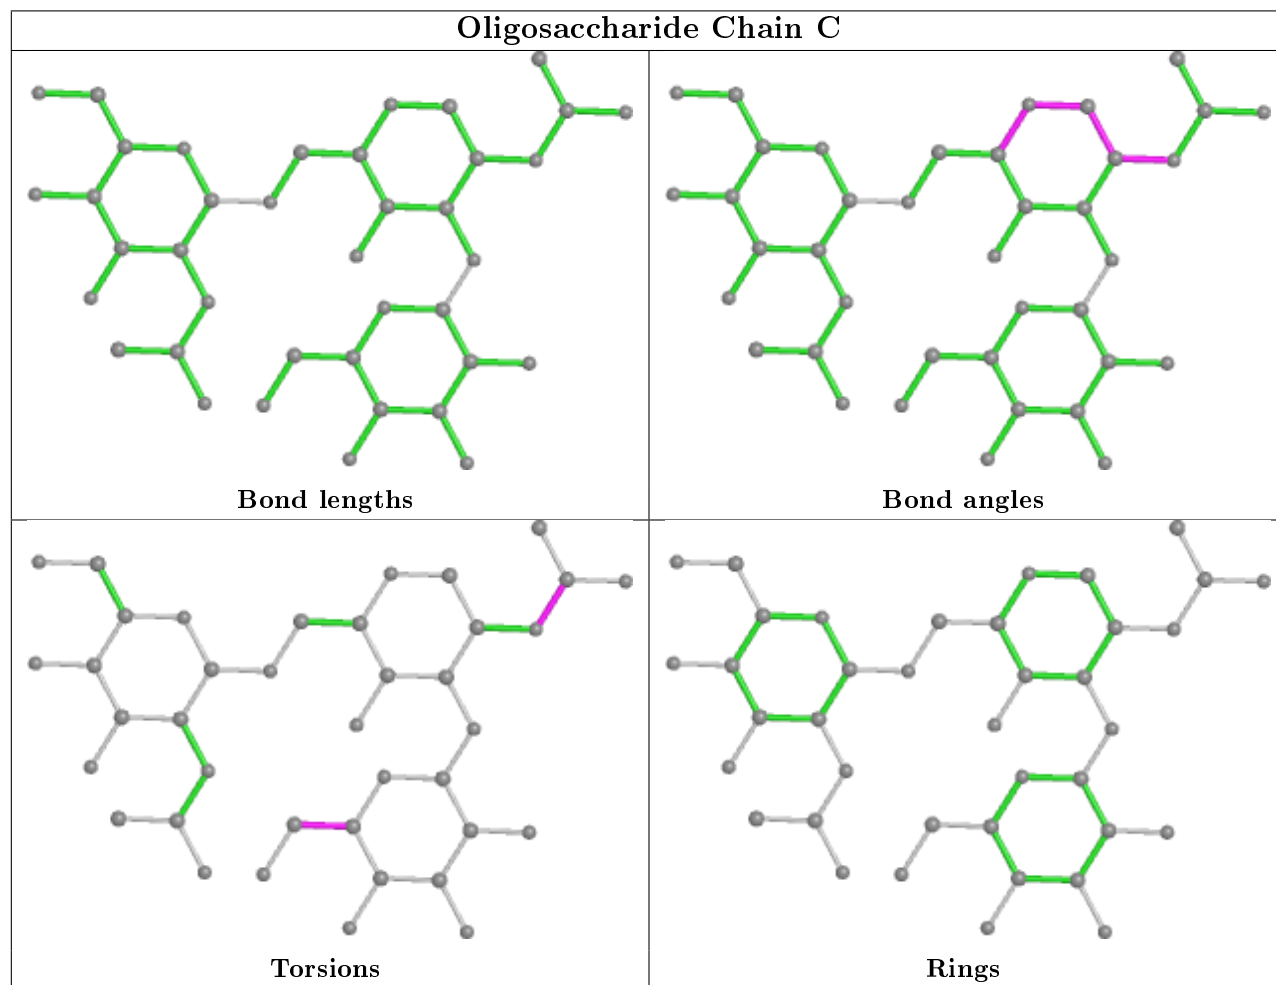 Oligosaccharide Chain C
Bond lengths
Bond angles
Torsions
Rings